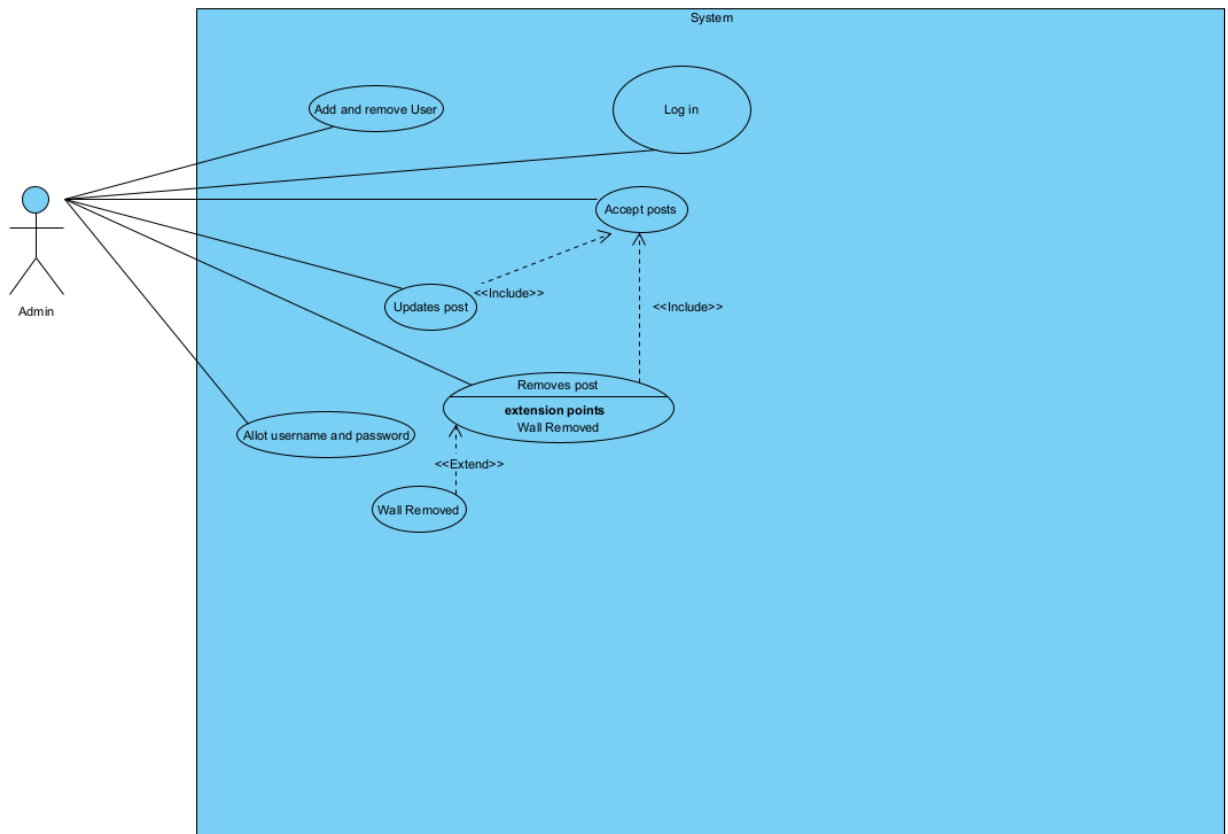 System
Add and remove User
Log in
Accept posts
Admin
<<Include>>
Updates post
<<Include>>
Removes post
extension points
Wall Removed
Allot username and password
<<Extend>>
Wall Removed